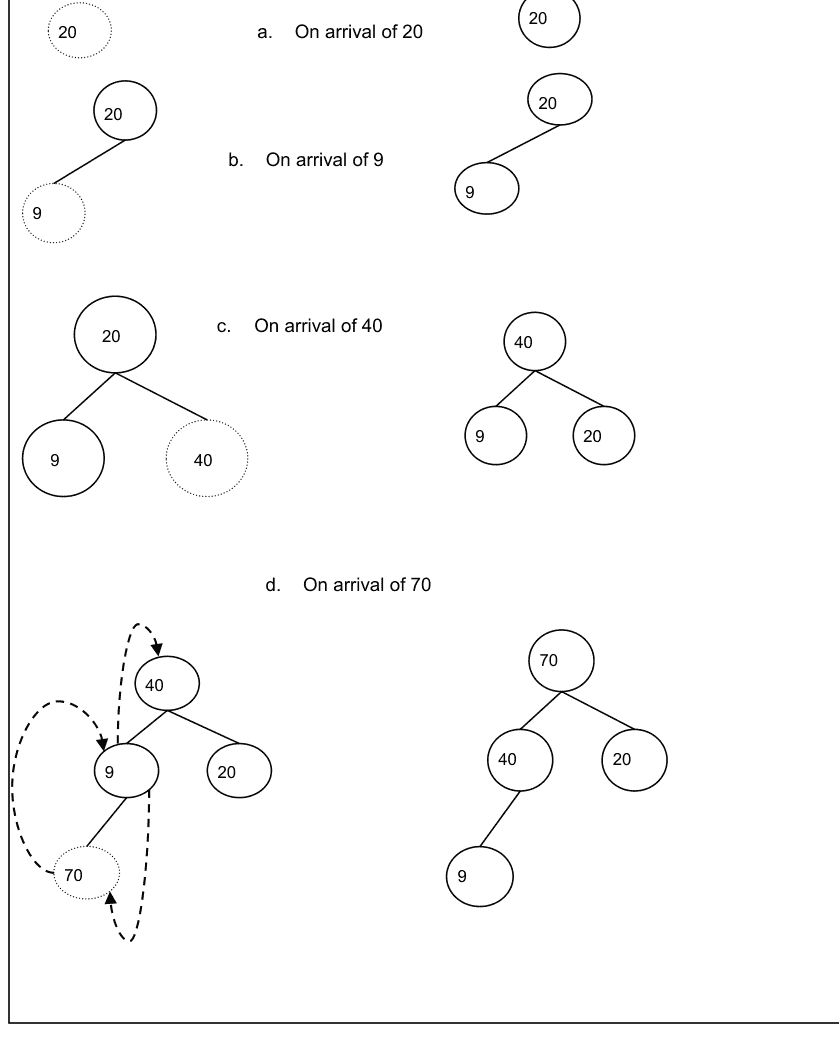 20 a. On arrival of 20 20
20 20
b. On arrival of 9
9 9
c. On arrival of 40
20 40
9 40 9 20
d. On arrival of 70
40 70
9 20 40 20
70 9